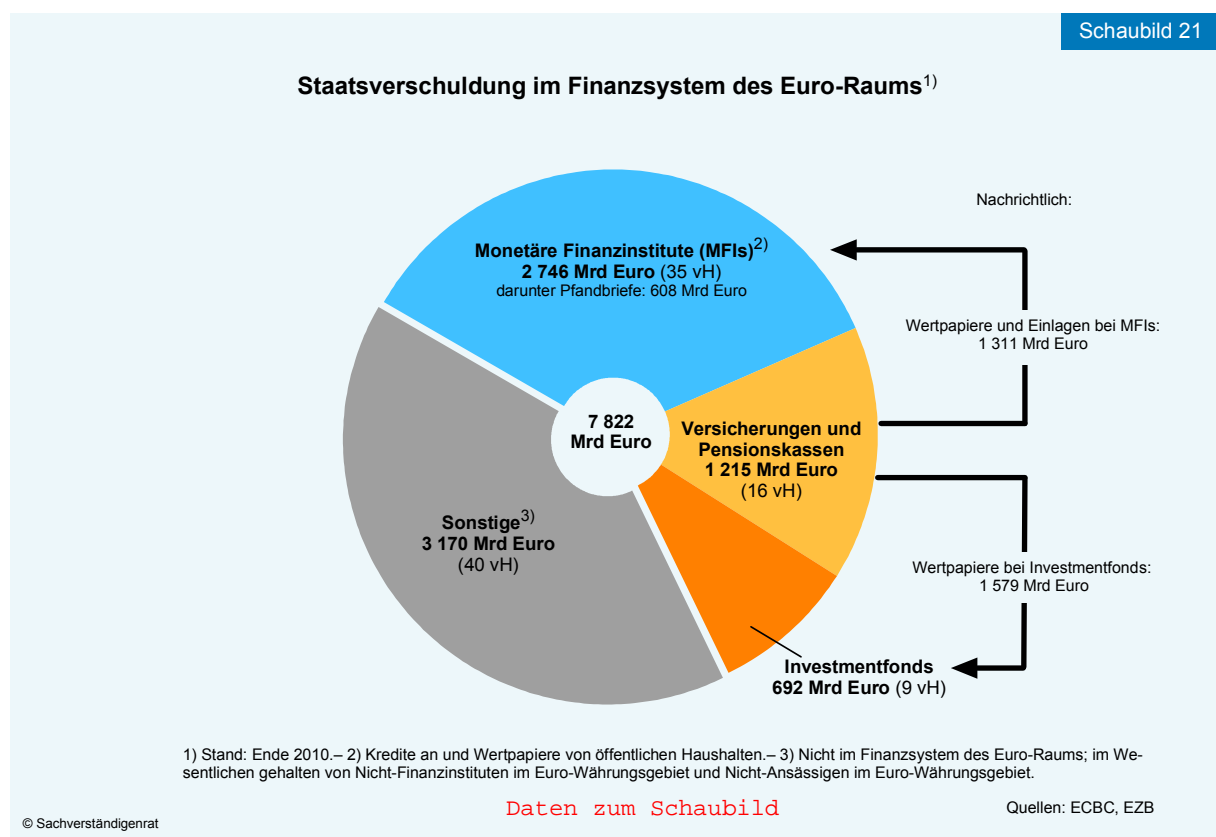 Schaubild 21
Staatsverschuldung im Finanzsystem des Euro-Raums1)
Nachrichtlich:
Monetäre Finanzinstitute (MFIs)2)
2 746 Mrd Euro (35 vH)
darunter Pfandbriefe: 608 Mrd Euro
Wertpapiere und Einlagen bei MFIs:
1 311 Mrd Euro
7 822
Mrd Euro
Versicherungen und
Pensionskassen
1 215 Mrd Euro
(16 vH)
Sonstige3)
3 170 Mrd Euro
(40 vH)
Wertpapiere bei Investmentfonds:
1 579 Mrd Euro
Investmentfonds
692 Mrd Euro (9 vH)
1) Stand: Ende 2010.– 2) Kredite an und Wertpapiere von öffentlichen Haushalten.– 3) Nicht im Finanzsystem des Euro-Raums; im We-
sentlichen gehalten von Nicht-Finanzinstituten im Euro-Währungsgebiet und Nicht-Ansässigen im Euro-Währungsgebiet.
Daten zum Schaubild
Quellen: ECBC, EZB
© Sachverständigenrat